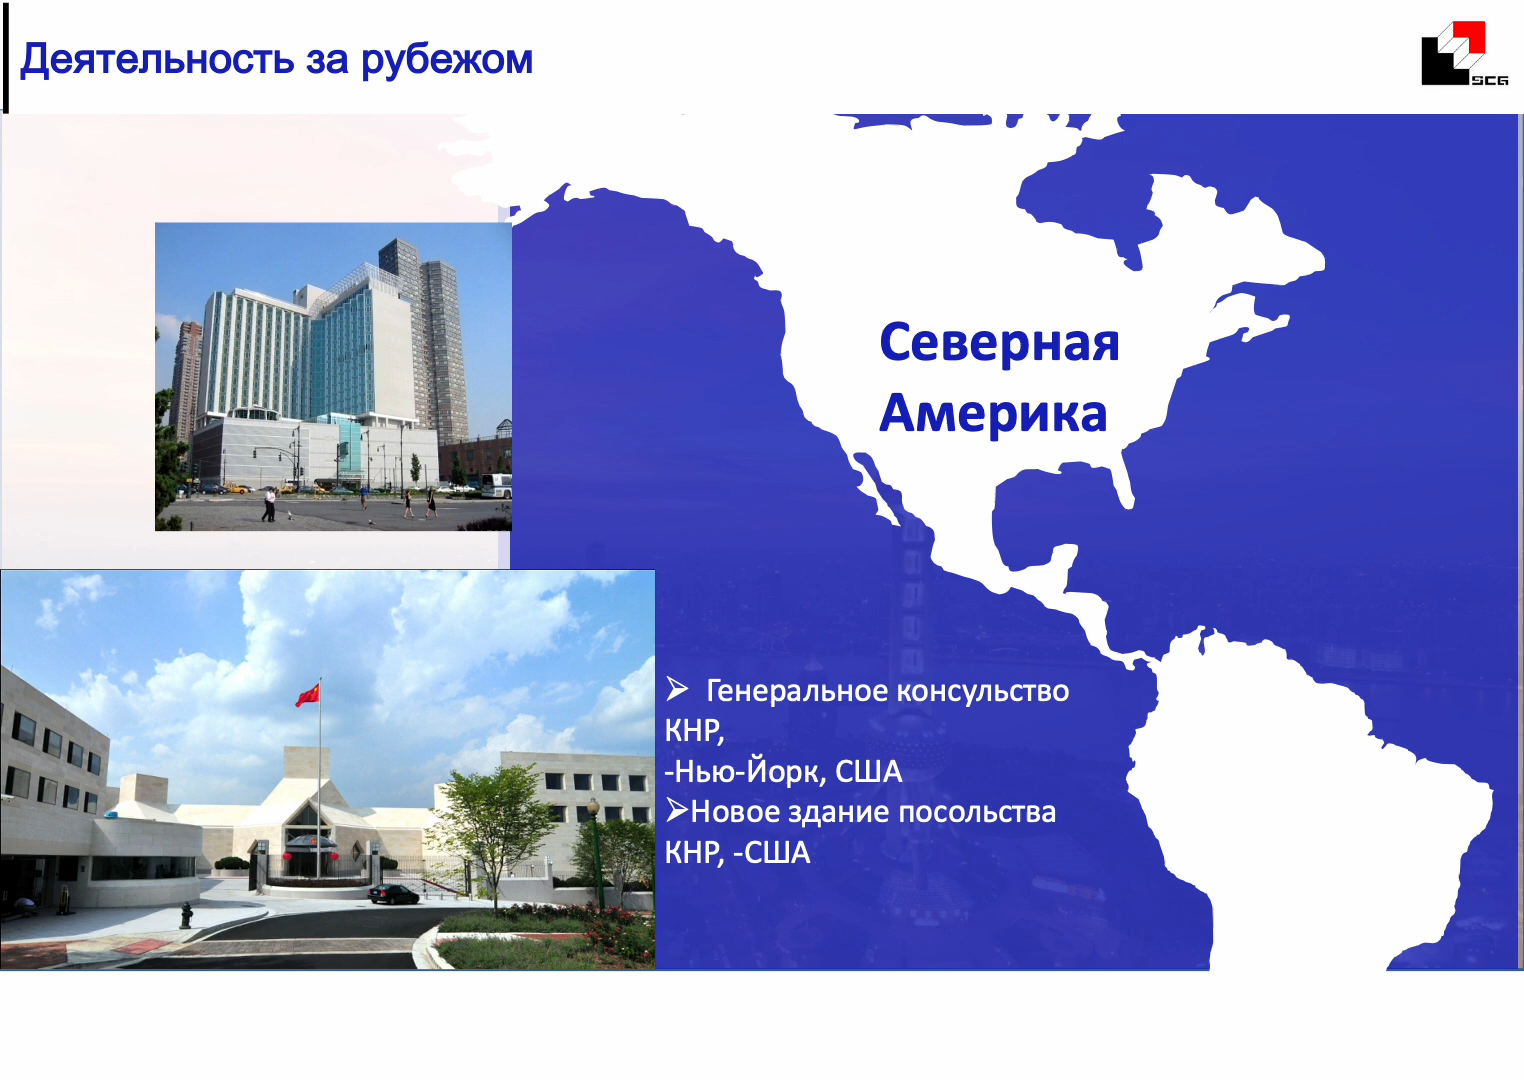 Деятельность за рубежом
SCG
Северная
Америка
➢ Генеральное консульство
КНР,
-Нью-Йорк, США
➢Новое здание посольства
КНР, -США